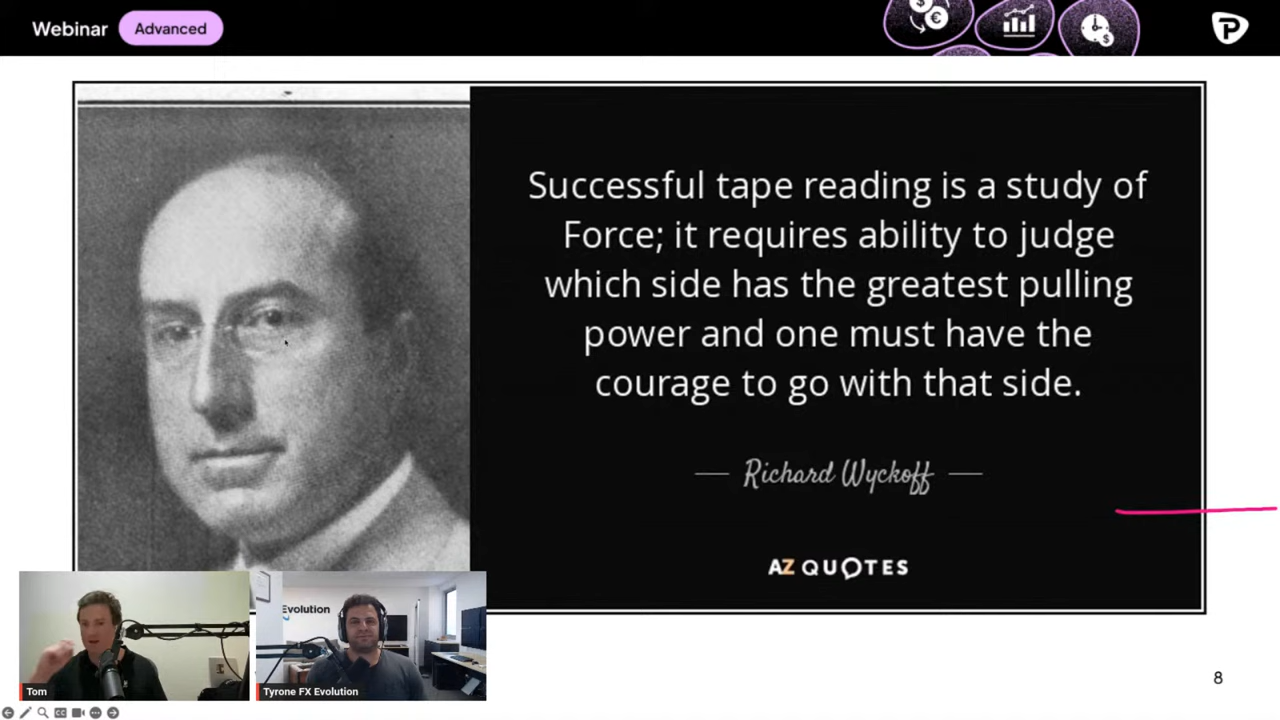 Webinar
Advanced
Successful tape reading is a study of
Force; it requires ability to judge
which side has the greatest pulling
power and one must have the
courage to go with that side.
Richard Wyckoff
AZ QUOTES
Evolution
Tom
Tyrone FX Evolution
8